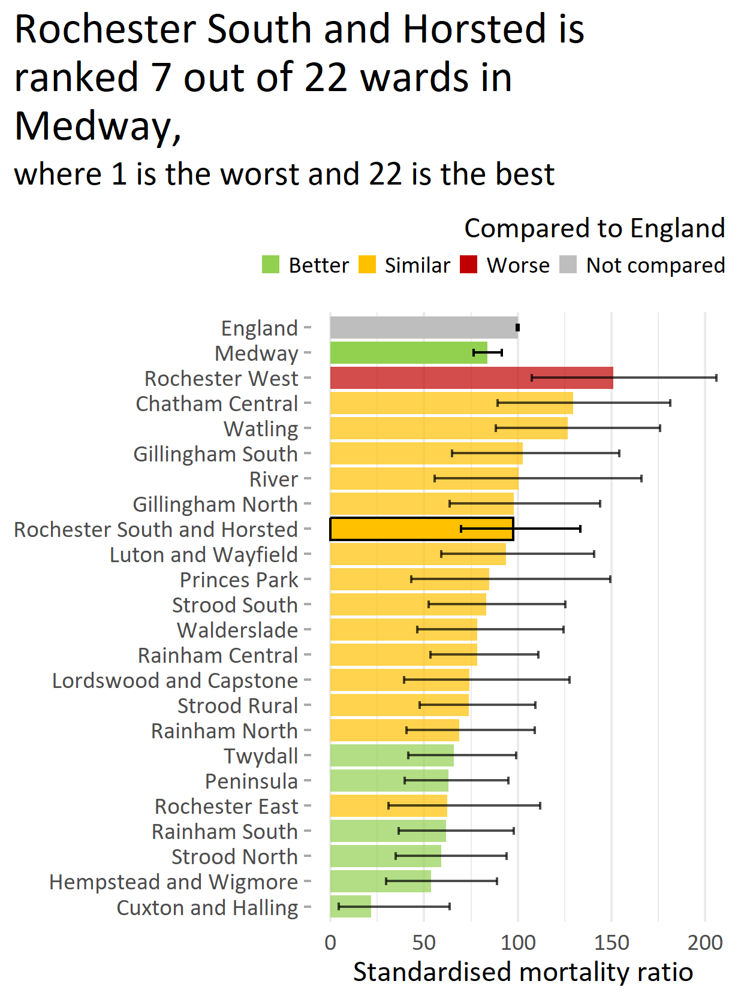 Rochester South and Horsted is
ranked 7 out of 22 wards in
Medway,
where 1 is the worst and 22 is the best
Compared to England
Better Similar Worse Not compared
England
Medway
Rochester West
Chatham Central
Watling
Gillingham South
River
Gillingham North
Rochester South and Horsted
Luton and Wayfield
Princes Park
Strood South
Walderslade
Rainham Central
Lordswood and Capstone
Strood Rural
Rainham North
Twydall
Peninsula
Rochester East
Rainham South
Strood North
Hempstead and Wigmore
Cuxton and Halling
0 50 100 150 200
Standardised mortality ratio